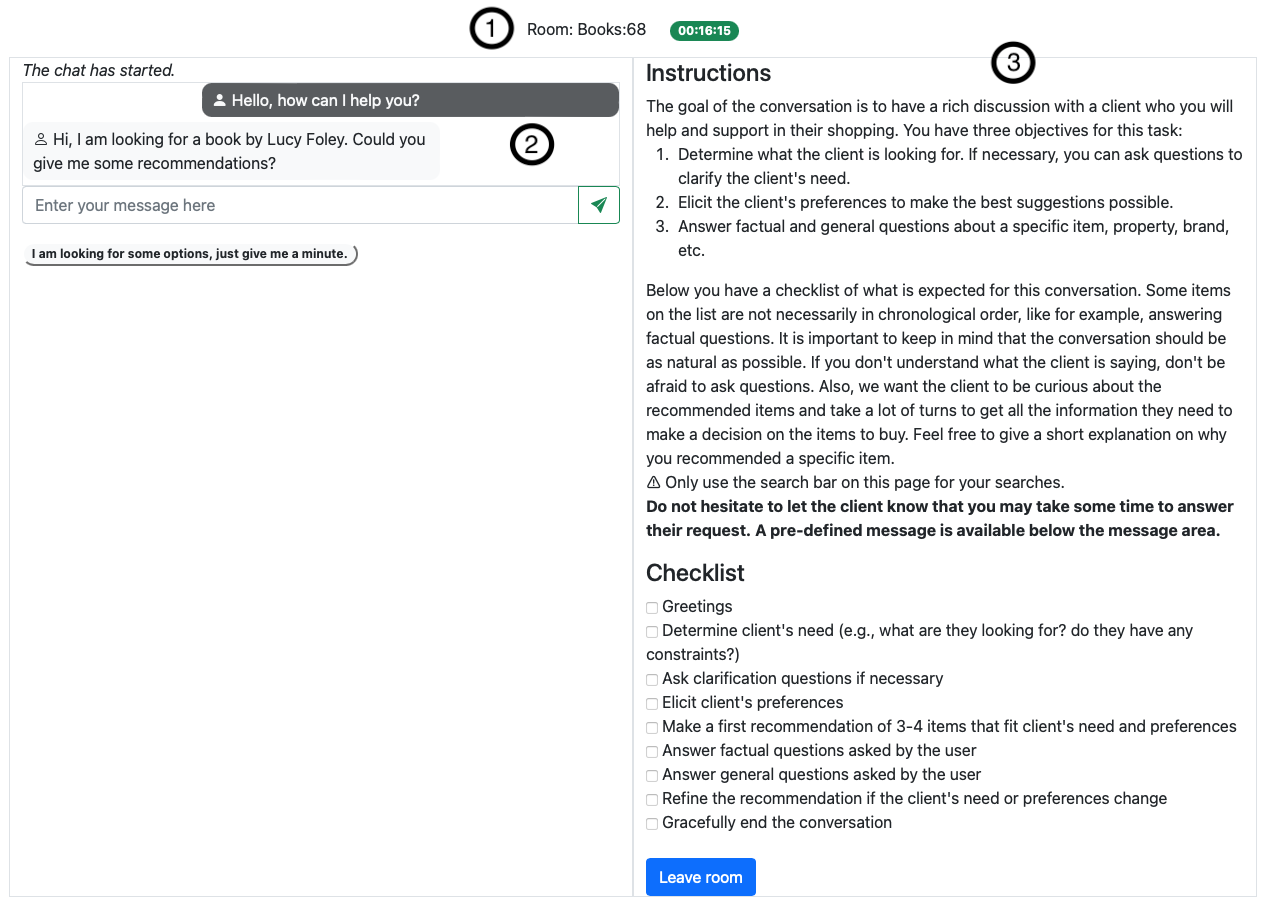 1 Room: Books:68 00:16:15
The chat has started.
Hello, how can I help you?
2
Hi, I am looking for a book by Lucy Foley. Could you
give me some recommendations?
Enter your message here
I am looking for some options, just give me a minute.
3
Instructions
The goal of the conversation is to have a rich discussion with a client who you will
help and support in their shopping. You have three objectives for this task:
1. Determine what the client is looking for. If necessary, you can ask questions to
clarify the client's need.
2. Elicit the client's preferences to make the best suggestions possible.
3. Answer factual and general questions about a specific item, property, brand,
etc.
Below you have a checklist of what is expected for this conversation. Some items
on the list are not necessarily in chronological order, like for example, answering
factual questions. It is important to keep in mind that the conversation should be
as natural as possible. If you don't understand what the client is saying, don't be
afraid to ask questions. Also, we want the client to be curious about the
recommended items and take a lot of turns to get all the information they need to
make a decision on the items to buy. Feel free to give a short explanation on why
you recommended a specific item.
⚠ Only use the search bar on this page for your searches.
Do not hesitate to let the client know that you may take some time to answer
their request. A pre-defined message is available below the message area.
Checklist
Greetings
Determine client's need (e.g., what are they looking for? do they have any
constraints?)
Ask clarification questions if necessary
Elicit client's preferences
Make a first recommendation of 3-4 items that fit client's need and preferences
Answer factual questions asked by the user
Answer general questions asked by the user
Refine the recommendation if the client's need or preferences change
Gracefully end the conversation
Leave room